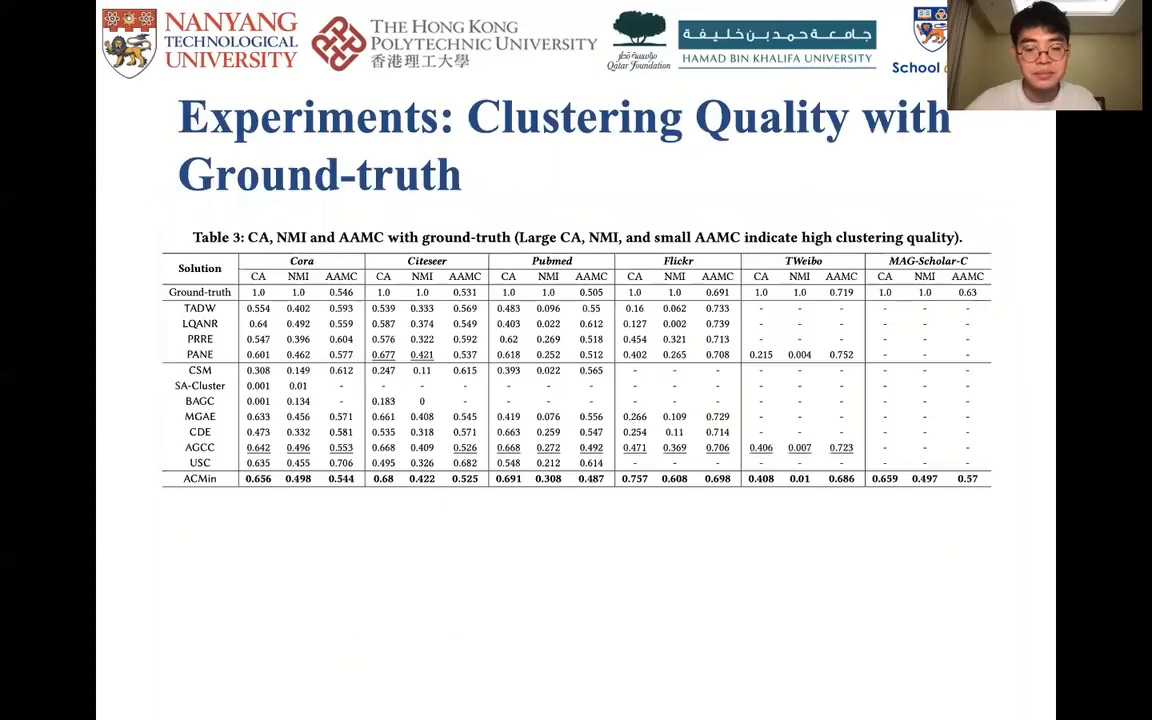 NANYANG
TECHNOLOGICAL
UNIVERSITY
THE HONG KONG
POLYTECHNIC UNIVERSITY
香港理工大學
مؤسسة قطر
Qatar Foundation
جامعة حمد بن خليفة
HAMAD BIN KHALIFA UNIVERSITY
School
Experiments: Clustering Quality with
Ground-truth
Table 3: CA, NMI and AAMC with ground-truth (Large CA, NMI, and small AAMC indicate high clustering quality).
Solution Cora Citeseer Pubmed Flickr TWeibo MAG-Scholar-C
CA NMI AAMC CA NMI AAMC CA NMI AAMC CA NMI AAMC CA NMI AAMC CA NMI AAMC
Ground-truth 1.0 1.0 0.546 1.0 1.0 0.531 1.0 1.0 0.505 1.0 1.0 0.691 1.0 1.0 0.719 1.0 1.0 0.63
TADW 0.554 0.402 0.593 0.539 0.333 0.569 0.483 0.096 0.55 0.16 0.062 0.733 - - - - - -
LQANR 0.64 0.492 0.559 0.587 0.374 0.549 0.403 0.022 0.612 0.127 0.002 0.739 - - - - - -
PRRE 0.547 0.396 0.604 0.576 0.322 0.592 0.62 0.269 0.518 0.454 0.321 0.713 - - - - - -
PANE 0.601 0.462 0.577 0.677 0.421 0.537 0.618 0.252 0.512 0.402 0.265 0.708 0.215 0.004 0.752 - - -
CSM 0.308 0.149 0.612 0.247 0.11 0.615 0.393 0.022 0.565 - - - - - - - - -
SA-Cluster 0.001 0.01 - - - - - - - - - - - - - - - -
BAGC 0.001 0.134 - 0.183 0 - - - - - - - - - - - - -
MGAE 0.633 0.456 0.571 0.661 0.408 0.545 0.419 0.076 0.556 0.266 0.109 0.729 - - - - - -
CDE 0.473 0.332 0.581 0.535 0.318 0.571 0.663 0.259 0.547 0.254 0.11 0.714 - - - - - -
AGCC 0.642 0.496 0.553 0.668 0.409 0.526 0.668 0.272 0.492 0.471 0.369 0.706 0.406 0.007 0.723 - - -
USC 0.635 0.455 0.706 0.495 0.326 0.682 0.548 0.212 0.614 - - - - - - - - -
ACMin 0.656 0.498 0.544 0.68 0.422 0.525 0.691 0.308 0.487 0.757 0.608 0.698 0.408 0.01 0.686 0.659 0.497 0.57